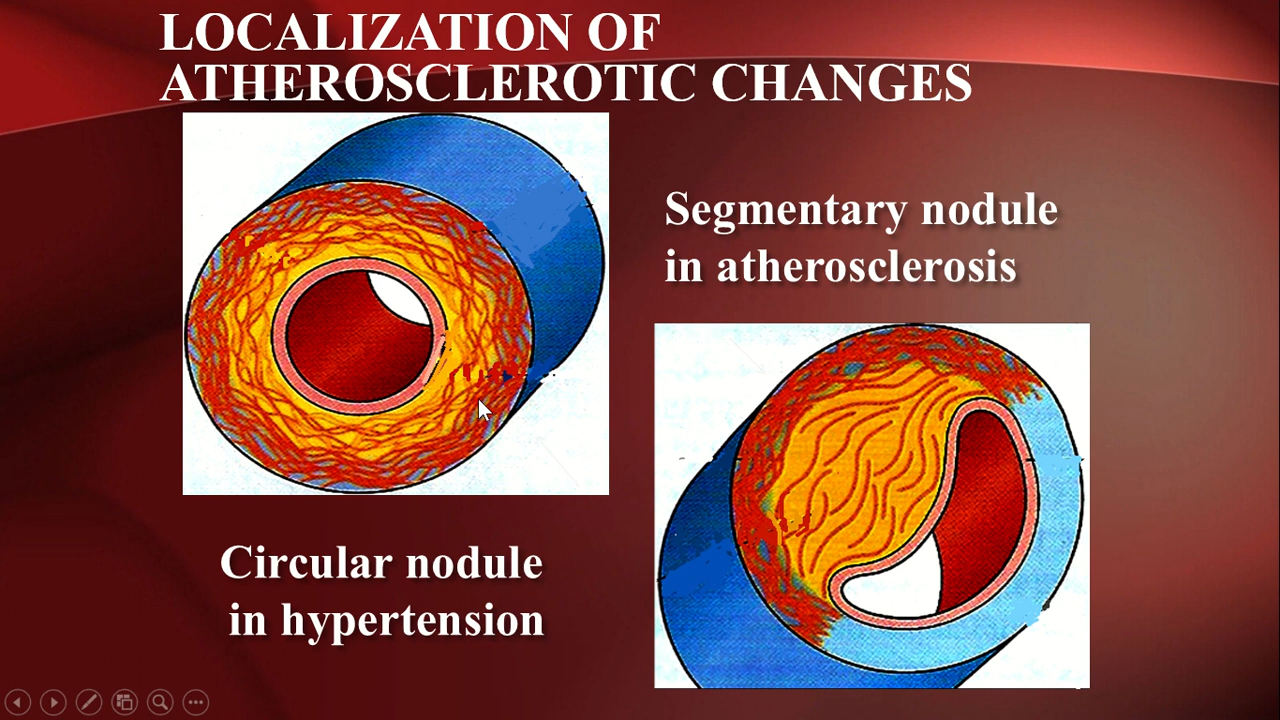 LOCALIZATION OF
ATHEROSCLEROTIC CHANGES
Segmentary nodule
in atherosclerosis
Circular nodule
in hypertension